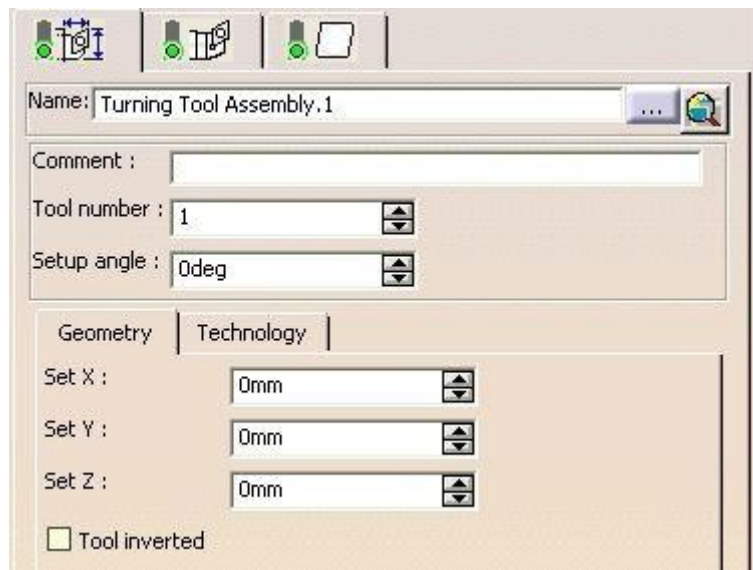 Name: Turning Tool Assembly.1 ...
Comment :
Tool number : 1
Setup angle : 0deg
Geometry Technology
Set X : 0mm
Set Y : 0mm
Set Z : 0mm
Tool inverted